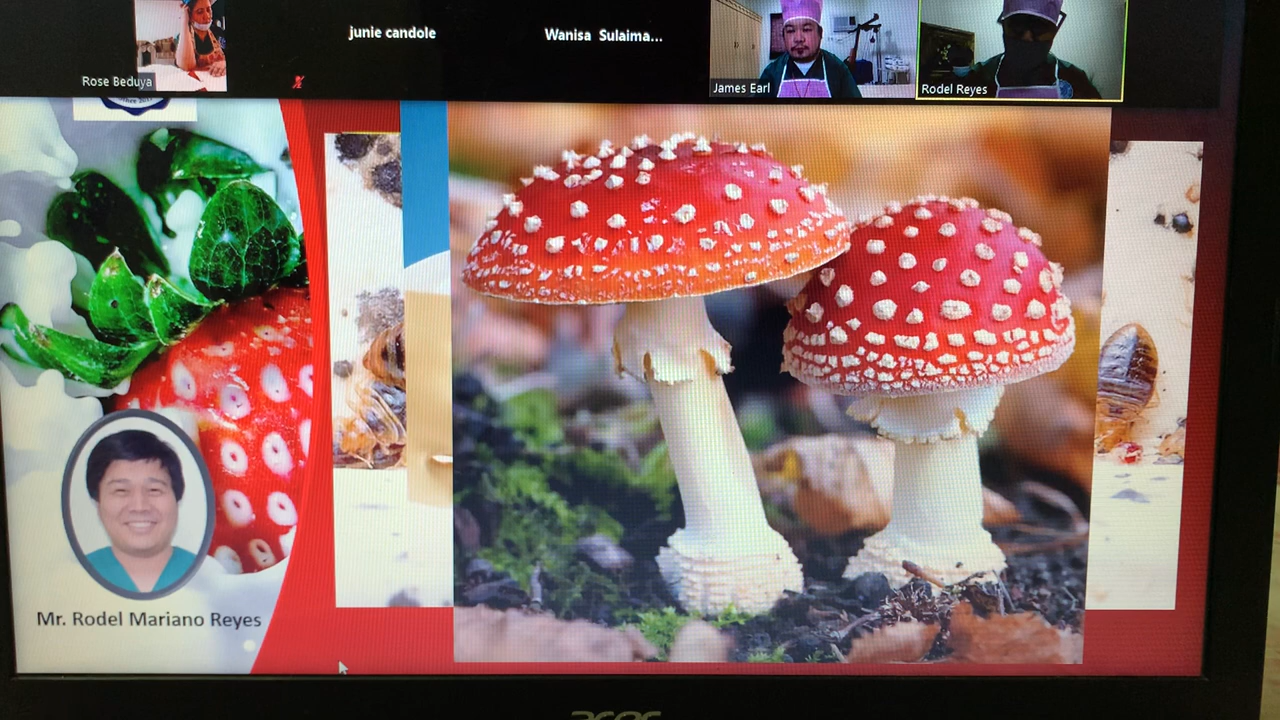 Rose Beduya
junie candole
Wanisa Sulaima...
James Earl
Rodel Reyes
Mr. Rodel Mariano Reyes
acer